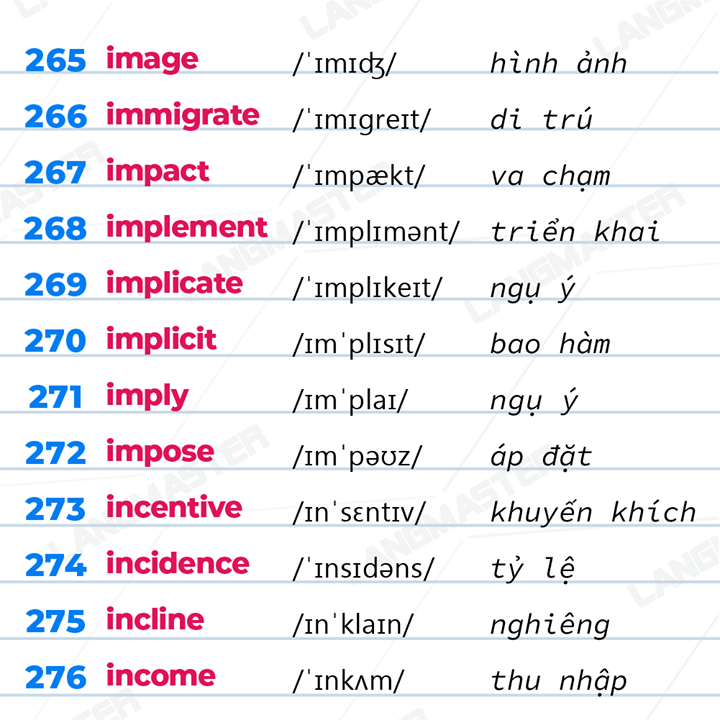 265 image /ˈɪmɪʤ/ hình ảnh
266 immigrate /ˈɪmɪgreɪt/ di trú
267 impact /ˈɪmpækt/ va chạm
268 implement /ˈɪmplɪmənt/ triển khai
269 implicate /ˈɪmplɪkeɪt/ ngụ ý
270 implicit /ɪmˈplɪsɪt/ bao hàm
271 imply /ɪmˈplaɪ/ ngụ ý
272 impose /ɪmˈpəʊz/ áp đặt
273 incentive /ɪnˈsɛntɪv/ khuyến khích
274 incidence /ˈɪnsɪdəns/ tỷ lệ
275 incline /ɪnˈklaɪn/ nghiêng
276 income /ˈɪnkʌm/ thu nhập
LANGMASTER